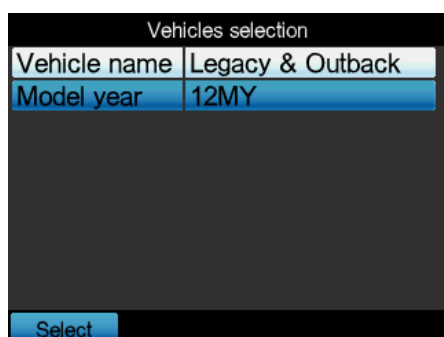 Vehicles selection
Vehicle name Legacy & Outback
Model year 12MY
Select